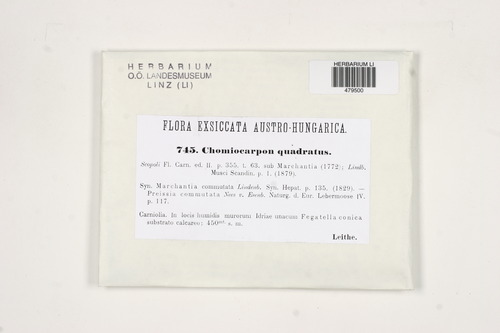 HERBARIUM
O.Ö. LANDESMUSEUM
LINZ (LI)
HERBARIUM LI
479500
FLORA EXSICCATA AUSTRO-HUNGARICA.
745. Chomiocarpon quadratus.
Scopoli Fl. Carn. ed. II. p. 355, t. 63. sub Marchantia (1772); Lindb,
Musci Scandin. p. 1. (1879).
Syn. Marchantia commutata Lindenb. Syn. Hepat. p. 135. (1829). —
Preissia commutata Nees v. Esenb. Naturg. d. Eur. Lebermoose IV.
p. 117.
Carniolia. In locis humidis murorum Idriae unacum Fegatella conica
substrato calcareo; 450 mt. s. m.
Leithe.